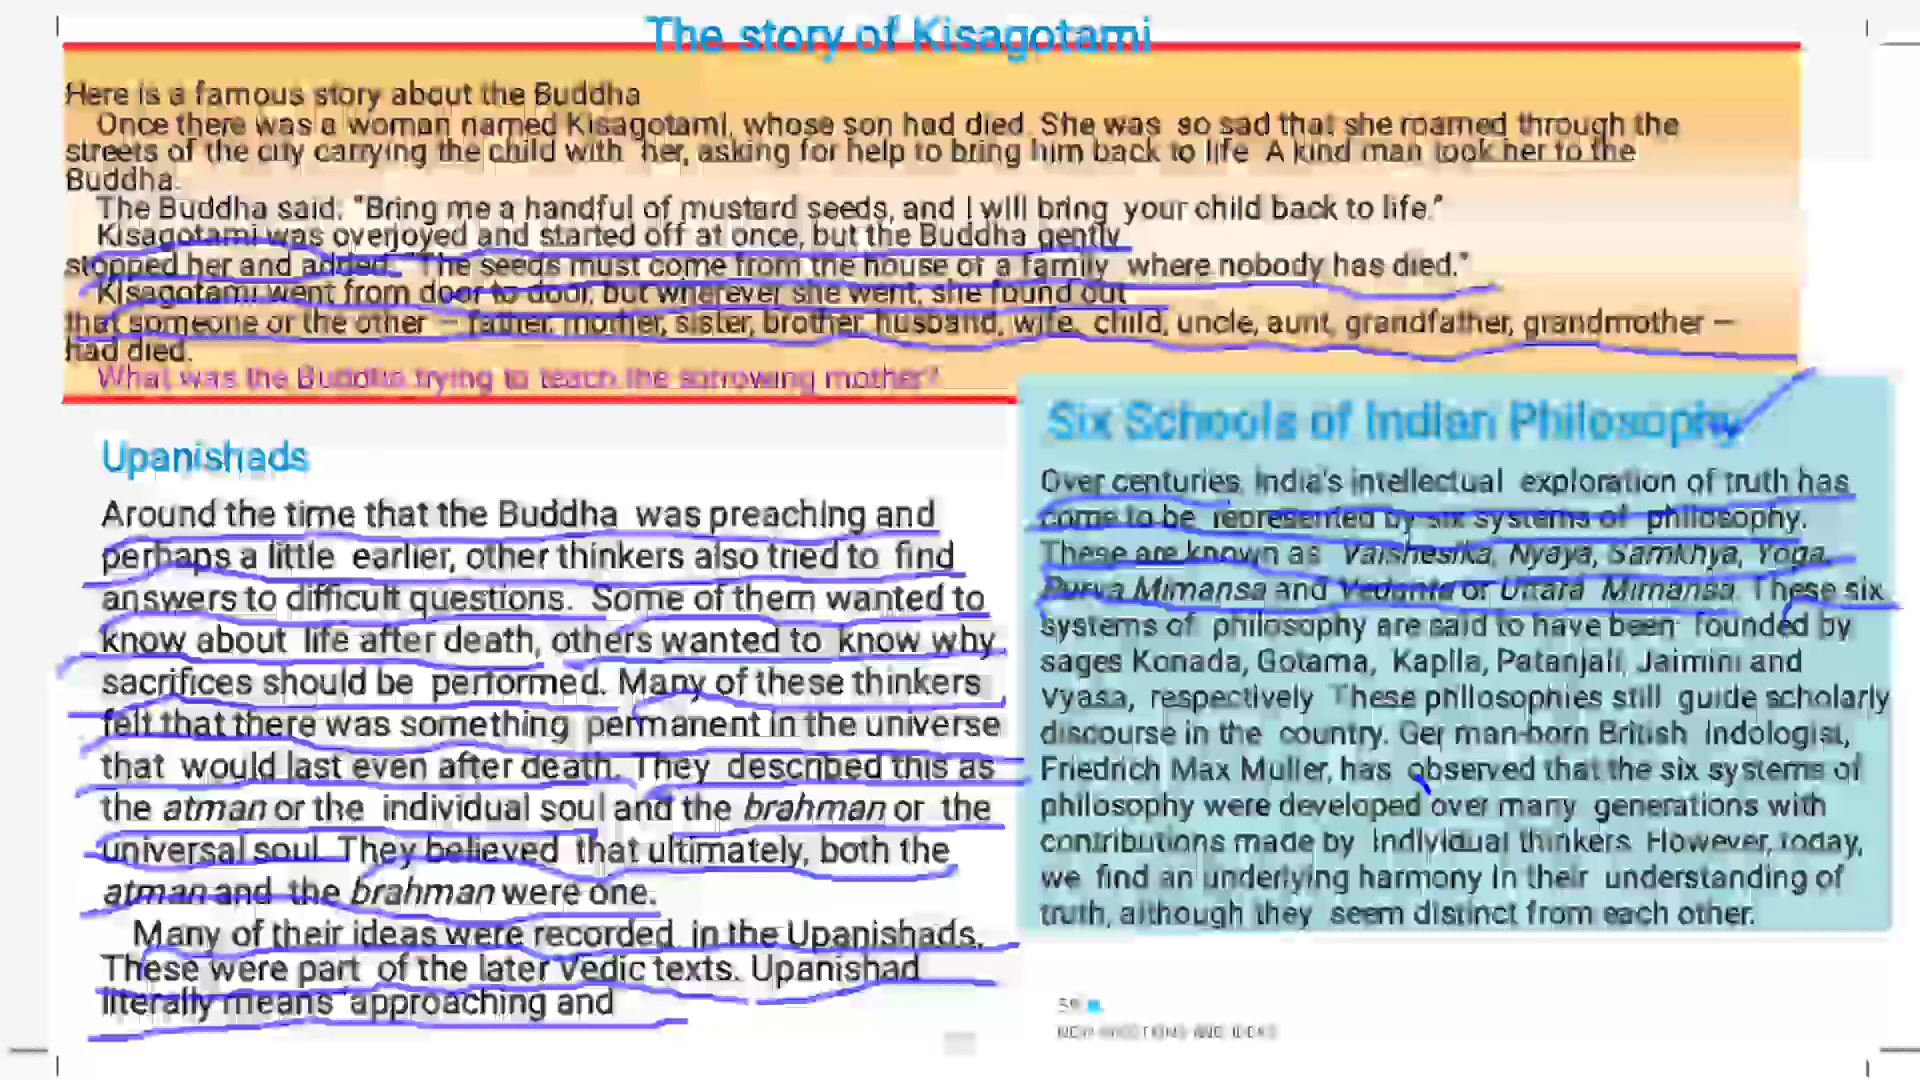 The story of Kisagotami
Here is a famous story about the Buddha
Once there was a woman named Kisagotami, whose son had died. She was so sad that she roamed through the
streets of the city carrying the child with her, asking for help to bring him back to life. A kind man took her to the
Buddha.
The Buddha said: "Bring me a handful of mustard seeds, and I will bring your child back to life."
Kisagotami was overjoyed and started off at once, but the Buddha gently
stopped her and added, "The seeds must come from the house of a family where nobody has died."
Kisagotami went from door to door, but wherever she went, she found out
that someone or the other – father, mother, sister, brother, husband, wife, child, uncle, aunt, grandfather, grandmother –
had died.
What was the Buddha trying to teach the sorrowing mother?
Upanishads
Around the time that the Buddha was preaching and
perhaps a little earlier, other thinkers also tried to find
answers to difficult questions. Some of them wanted to
know about life after death, others wanted to know why
sacrifices should be performed. Many of these thinkers
felt that there was something permanent in the universe
that would last even after death. They described this as
the atman or the individual soul and the brahman or the
universal soul. They believed that ultimately, both the
atman and the brahman were one.
Many of their ideas were recorded in the Upanishads.
These were part of the later Vedic texts. Upanishad
literally means 'approaching and
Six Schools of Indian Philosophy
Over centuries, India's intellectual exploration of truth has
come to be represented by six systems of philosophy.
These are known as Vaishesika, Nyaya, Samkhya, Yoga,
Purva Mimansa and Vedanta or Uttara Mimansa. These six
systems of philosophy are said to have been founded by
sages Konada, Gotama, Kapila, Patanjali, Jaimini and
Vyasa, respectively These philosophies still guide scholarly
discourse in the country. Ger man-born British Indologist,
Friedrich Max Muller, has observed that the six systems of
philosophy were developed over many generations with
contributions made by individual thinkers. However, today,
we find an underlying harmony in their understanding of
truth, although they seem distinct from each other.
NEW QUESTIONS AND IDEAS